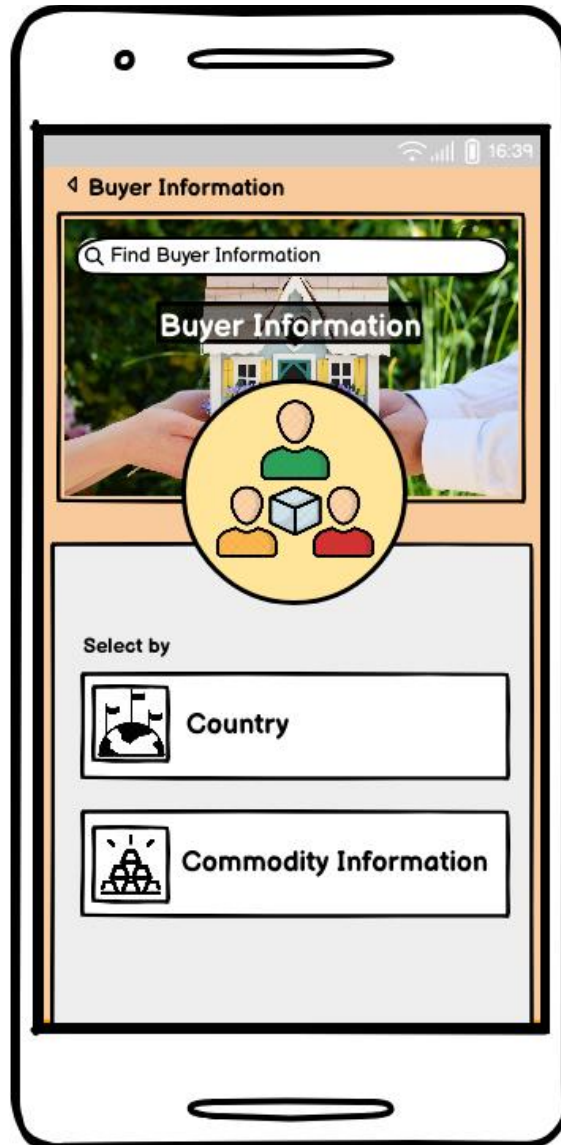 16:39
Buyer Information
Find Buyer Information
Buyer Information
Select by
Country
Commodity Information